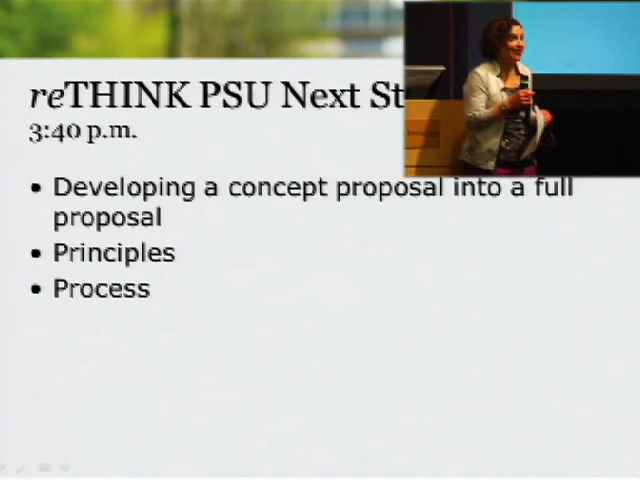 reTHINK PSU Next St
3:40 p.m.
• Developing a concept proposal into a full
proposal
• Principles
• Process